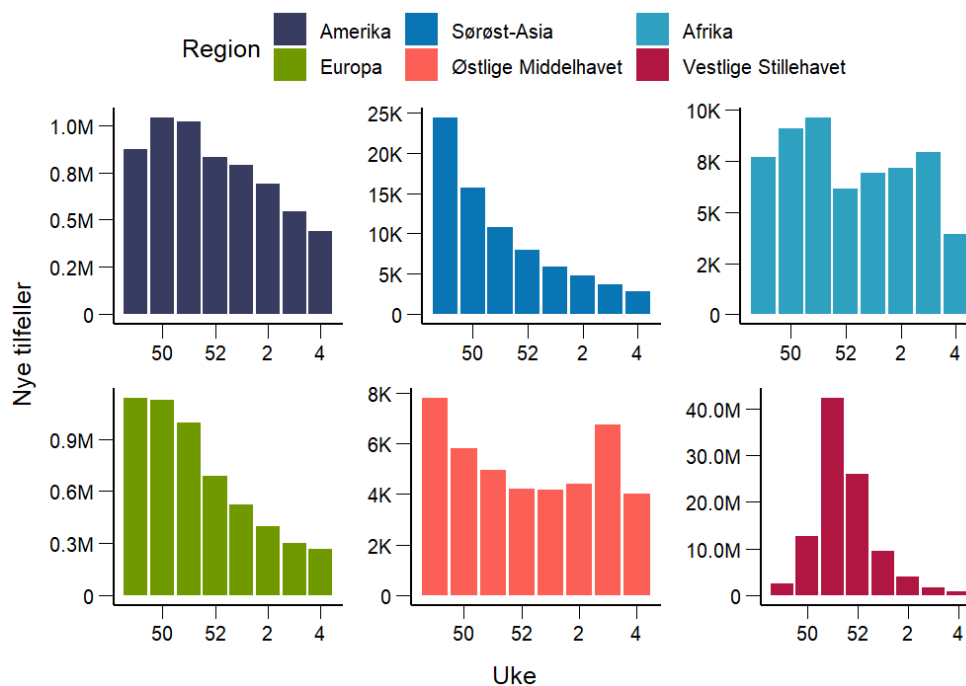 Region
Amerika
Sørøst-Asia
Afrika
Europa
Østlige Middelhavet
Vestlige Stillehavet
Nye tilfeller
1.0M
0.8M
0.5M
0.2M
0
50 52 2 4
25K
20K
15K
10K
5K
0
50 52 2 4
10K
8K
5K
2K
0
50 52 2 4
0.9M
0.6M
0.3M
0
50 52 2 4
8K
6K
4K
2K
0
50 52 2 4
40.0M
30.0M
20.0M
10.0M
0
50 52 2 4
Uke